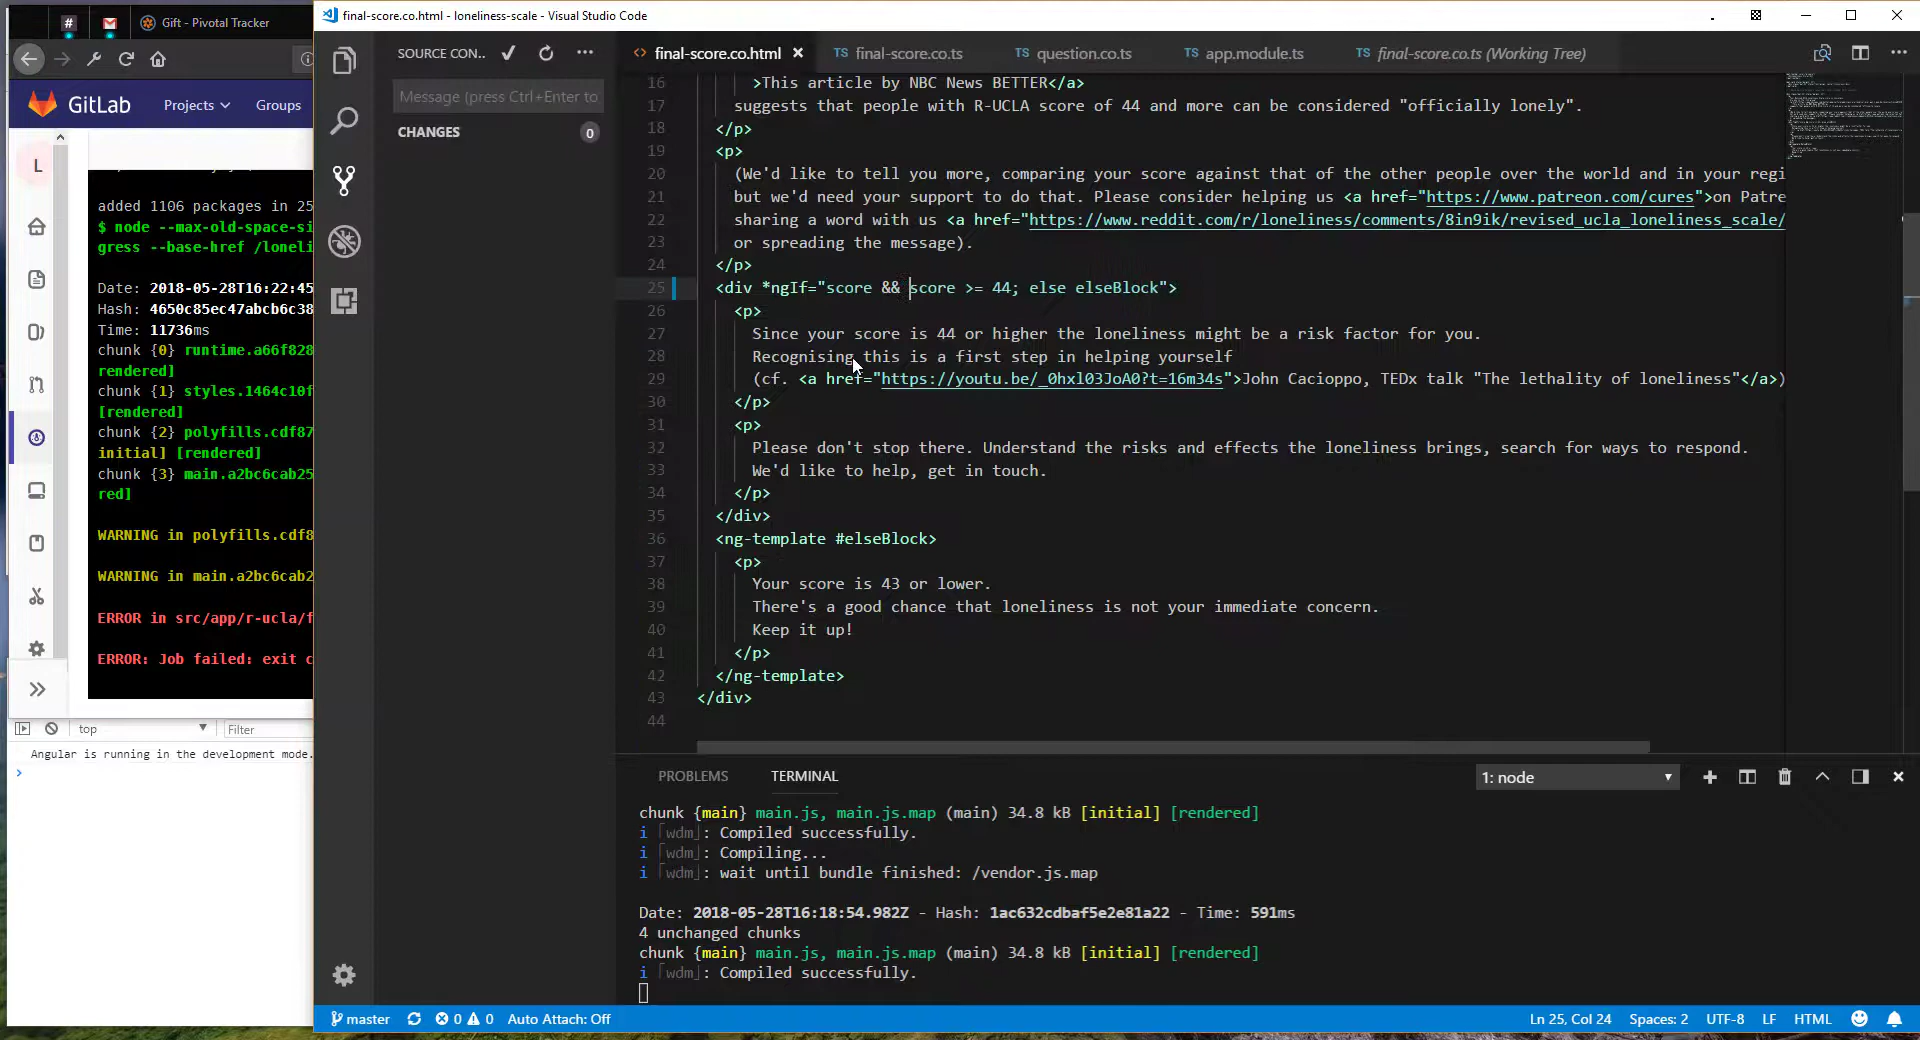 final-score.co.html - loneliness-scale - Visual Studio Code
# Gift - Pivotal Tracker
GitLab Projects Groups
L
added 1106 packages in 25
$ node --max-old-space-si
gress --base-href /loneli
Date: 2018-05-28T16:22:45
Hash: 4650c85ec47abcb6c38
Time: 11736ms
chunk {0} runtime.a66f828
rendered]
chunk {1} styles.1464c10f
[rendered]
chunk {2} polyfills.cdf87
initial] [rendered]
chunk {3} main.a2bc6cab25
red]
WARNING in polyfills.cdf8
WARNING in main.a2bc6cab2
ERROR in src/app/r-ucla/f
ERROR: Job failed: exit c
top Filter
Angular is running in the development mode.
>
SOURCE CON..
Message (press Ctrl+Enter to
CHANGES 0
<> final-score.co.html × TS final-score.co.ts TS question.co.ts TS app.module.ts TS final-score.co.ts (Working Tree)
16 >This article by NBC News BETTER</a>
17 suggests that people with R-UCLA score of 44 and more can be considered "officially lonely".
18 </p>
19 <p>
20 (We'd like to tell you more, comparing your score against that of the other people over the world and in your regi
21 but we'd need your support to do that. Please consider helping us <a href="https://www.patreon.com/cures">on Patre
22 sharing a word with us <a href="https://www.reddit.com/r/loneliness/comments/8in9ik/revised_ucla_loneliness_scale/
23 or spreading the message).
24 </p>
25 <div *ngIf="score && score >= 44; else elseBlock">
26 <p>
27 Since your score is 44 or higher the loneliness might be a risk factor for you.
28 Recognising this is a first step in helping yourself
29 (cf. <a href="https://youtu.be/_0hxl03JoA0?t=16m34s">John Cacioppo, TEDx talk "The lethality of loneliness"</a>)
30 </p>
31 <p>
32 Please don't stop there. Understand the risks and effects the loneliness brings, search for ways to respond.
33 We'd like to help, get in touch.
34 </p>
35 </div>
36 <ng-template #elseBlock>
37 <p>
38 Your score is 43 or lower.
39 There's a good chance that loneliness is not your immediate concern.
40 Keep it up!
41 </p>
42 </ng-template>
43 </div>
44
PROBLEMS TERMINAL 1: node
chunk {main} main.js, main.js.map (main) 34.8 kB [initial] [rendered]
i ｢wdm｣: Compiled successfully.
i ｢wdm｣: Compiling...
i ｢wdm｣: wait until bundle finished: /vendor.js.map
Date: 2018-05-28T16:18:54.982Z - Hash: 1ac632cdbaf5e2e81a22 - Time: 591ms
4 unchanged chunks
chunk {main} main.js, main.js.map (main) 34.8 kB [initial] [rendered]
i ｢wdm｣: Compiled successfully.
master 0 0 Auto Attach: Off Ln 25, Col 24 Spaces: 2 UTF-8 LF HTML